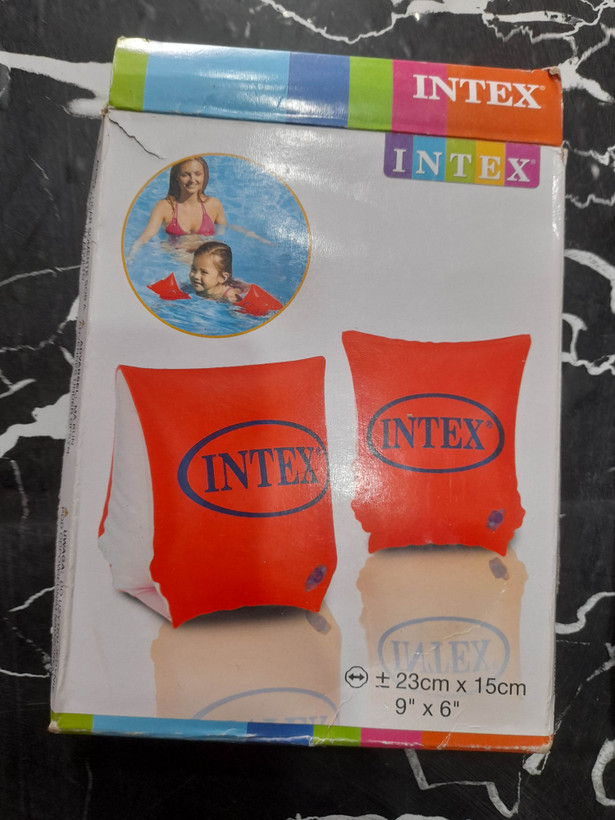 INTEX®
INTEX®
INTEX
INTEX®
± 23cm x 15cm
9" x 6"